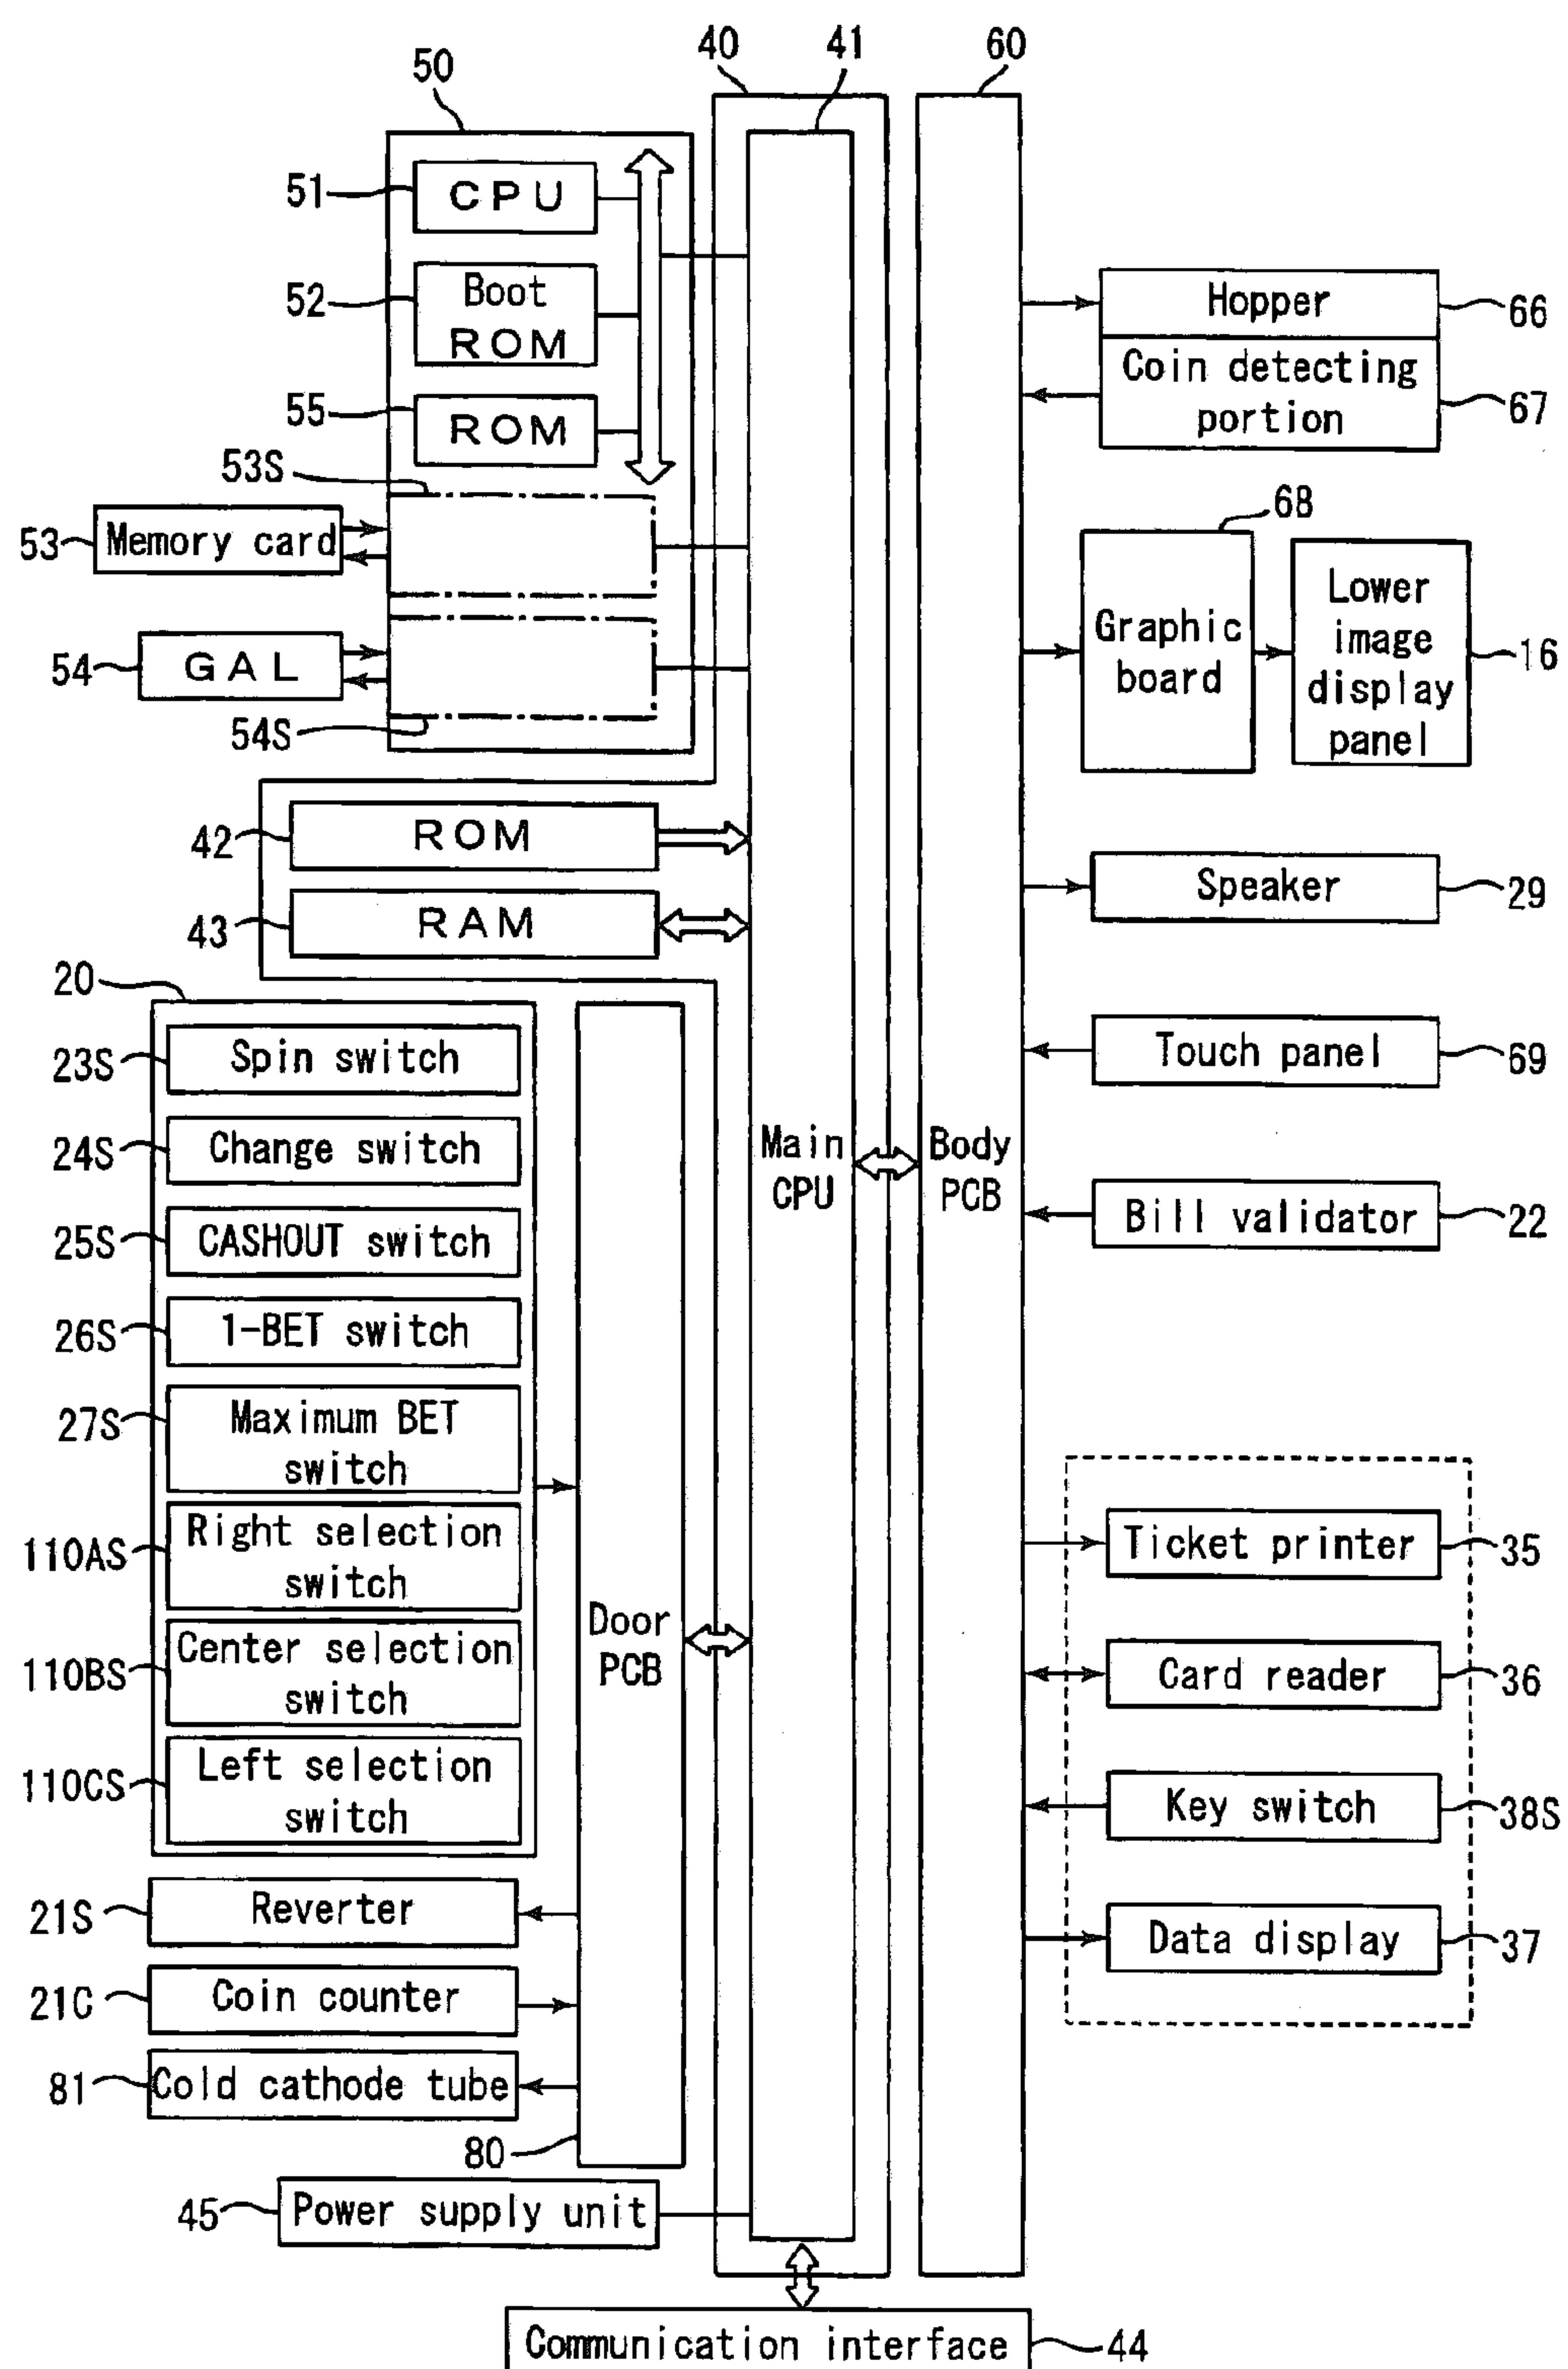 40
41
60
50
51
CPU
52
Boot
ROM
55
ROM
53S
53
Memory card
54
GAL
54S
42
ROM
43
RAM
20
23S
Spin switch
24S
Change switch
25S
CASHOUT switch
26S
1-BET switch
27S
Maximum BET
switch
110AS
Right selection
switch
110BS
Center selection
switch
110CS
Left selection
switch
21S
Reverter
21C
Coin counter
81
Cold cathode tube
80
Door
PCB
45
Power supply unit
Main
CPU
Body
PCB
Hopper
66
Coin detecting
portion
67
68
Graphic
board
Lower
image
display
panel
16
Speaker
29
Touch panel
69
Bill validator
22
Ticket printer
35
Card reader
36
Key switch
38S
Data display
37
Communication interface
44